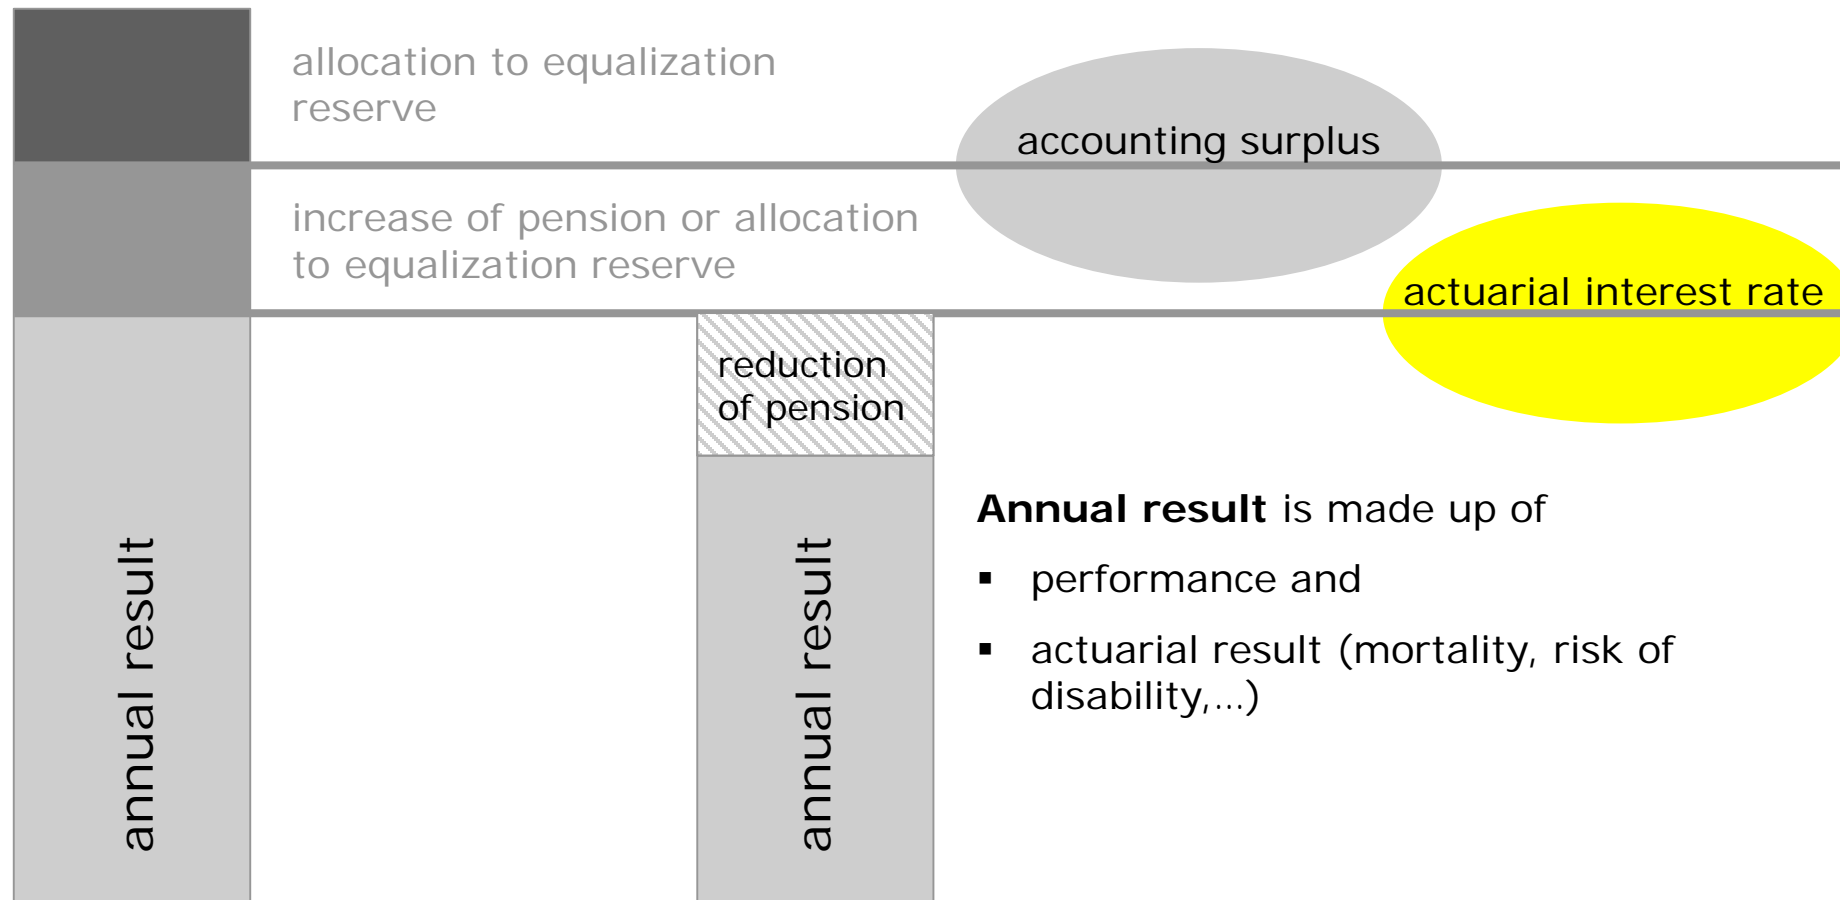 allocation to equalization
reserve
accounting surplus
increase of pension or allocation
to equalization reserve
actuarial interest rate
reduction
of pension
annual result
annual result
Annual result is made up of
▪ performance and
▪ actuarial result (mortality, risk of
disability,...)